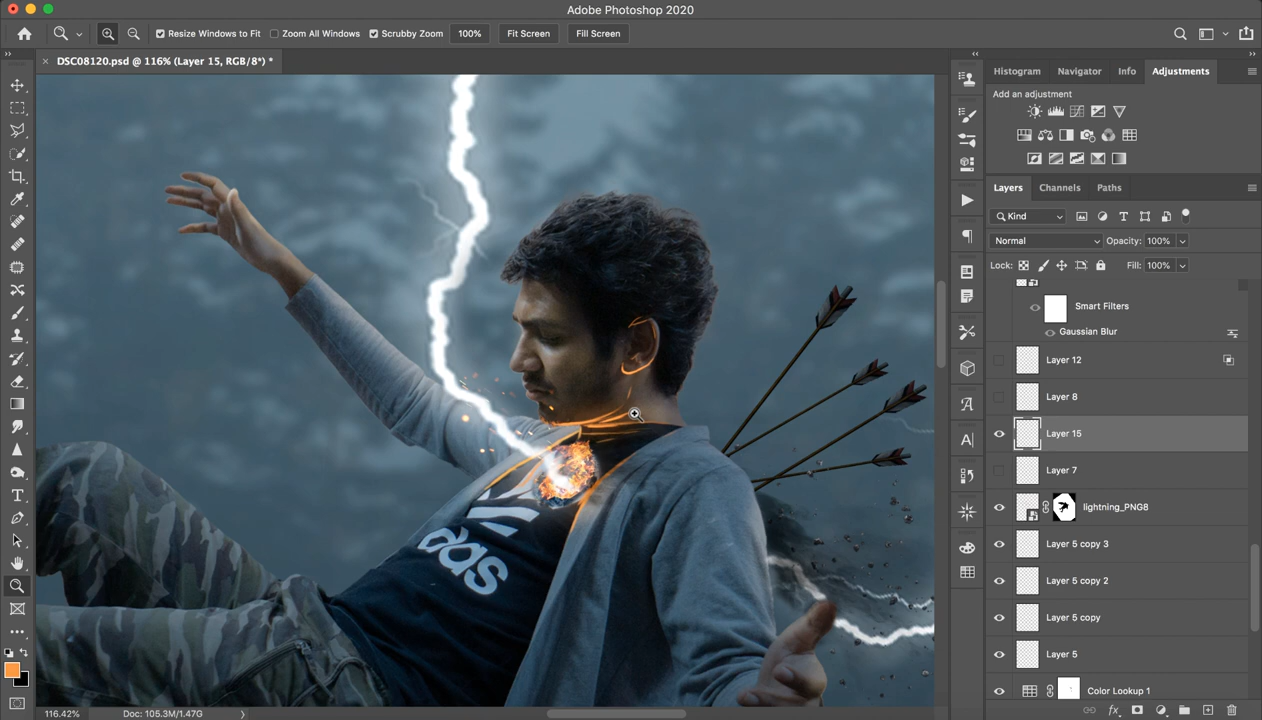 Adobe Photoshop 2020
Resize Windows to Fit Zoom All Windows Scrubby Zoom 100% Fit Screen Fill Screen
DSC08120.psd @ 116% (Layer 15, RGB/8*) *
Histogram Navigator Info Adjustments
Add an adjustment
Layers Channels Paths
Kind
Normal Opacity: 100%
Lock: Fill: 100%
Smart Filters
Gaussian Blur
Layer 12
Layer 8
Layer 15
Layer 7
lightning_PNG8
Layer 5 copy 3
Layer 5 copy 2
Layer 5 copy
Layer 5
Color Lookup 1
das
116.42% Doc: 105.3M/1.47G